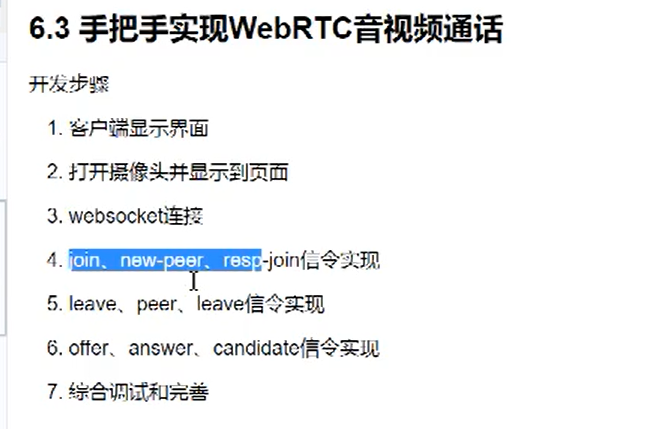 6.3 手把手实现WebRTC音视频通话
开发步骤
1. 客户端显示界面
2. 打开摄像头并显示到页面
3. websocket连接
4. join、new-peer、resp-join信令实现
5. leave、peer、leave信令实现
6. offer、answer、candidate信令实现
7. 综合调试和完善